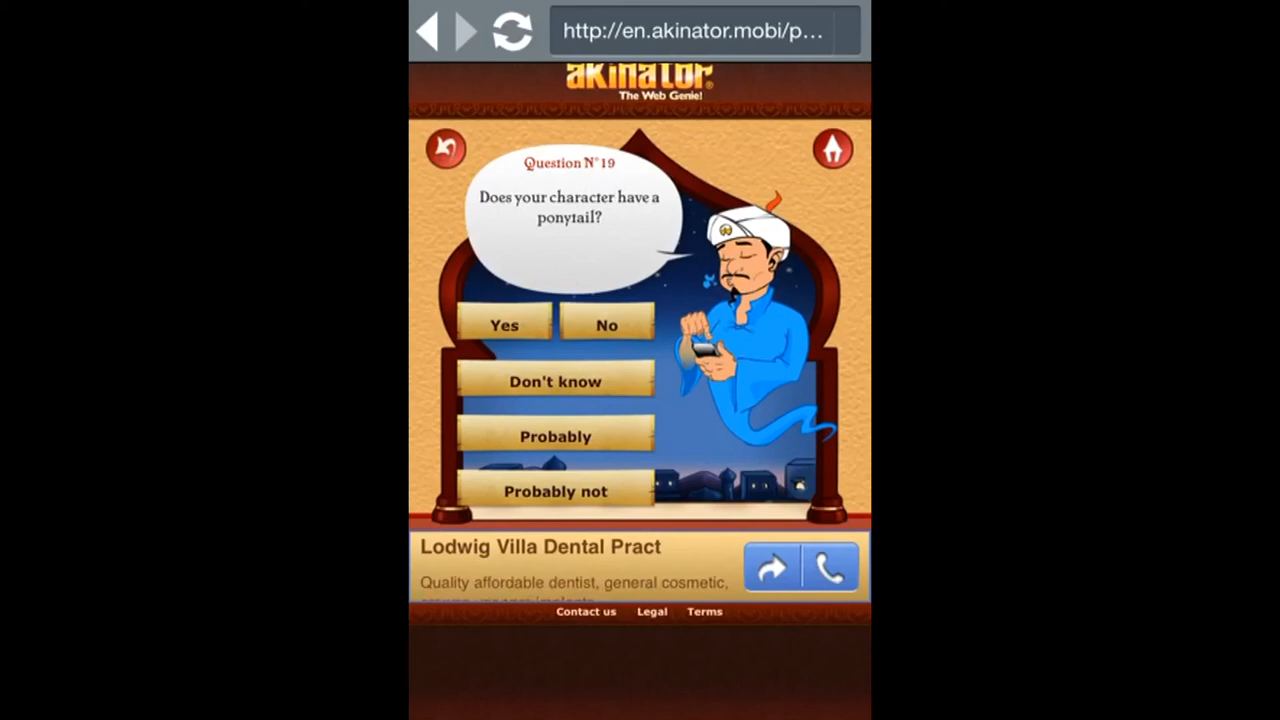 http://en.akinator.mobi/p...
akinator®
The Web Genie!
Question N°19
Does your character have a
ponytail?
Yes
No
Don't know
Probably
Probably not
Lodwig Villa Dental Pract
Quality affordable dentist, general cosmetic,
Contact us
Legal
Terms